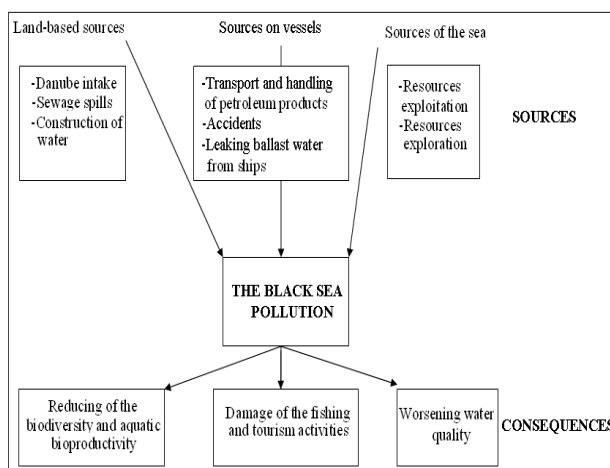 Land-based sources
Sources on vessels
Sources of the sea
-Danube intake
-Sewage spills
-Construction of
water
-Transport and handling
of petroleum products
-Accidents
-Leaking ballast water
from ships
-Resources
exploitation
-Resources
exploration
SOURCES
THE BLACK SEA
POLLUTION
Reducing of the
biodiversity and aquatic
bioproductivity
Damage of the fishing
and tourism activities
Worsening water
quality
CONSEQUENCES